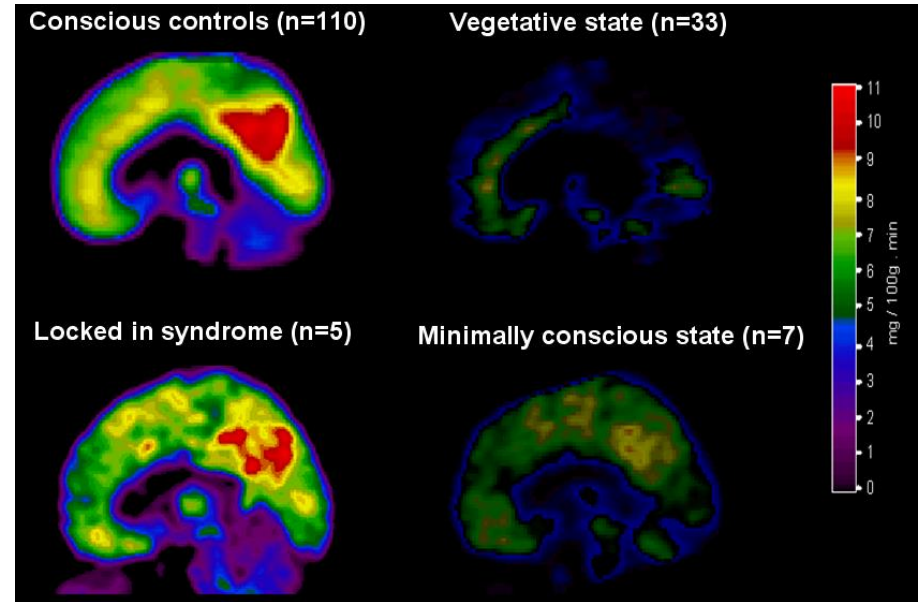 Conscious controls (n=110)
Vegetative state (n=33)
Locked in syndrome (n=5)
Minimally conscious state (n=7)
11
10
9
8
7
6
5
4
3
2
1
0
mg / 100g . min